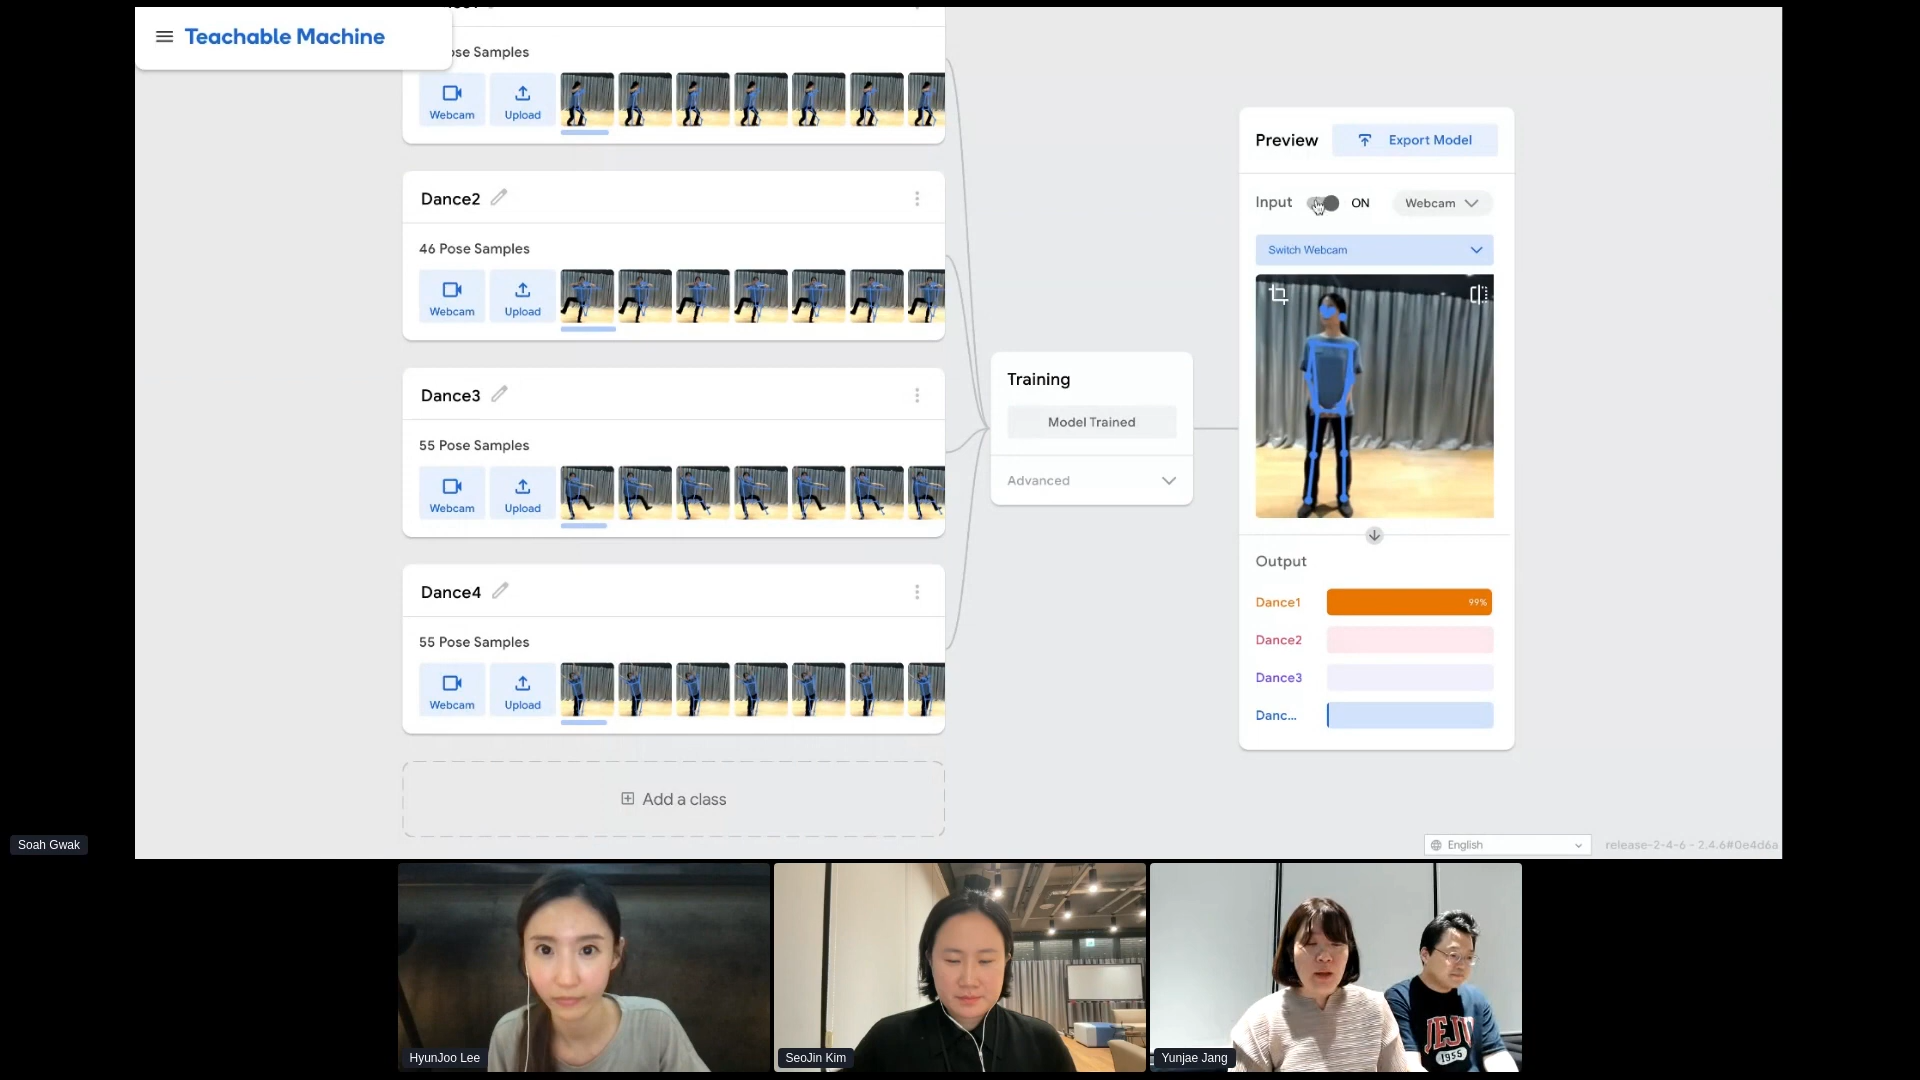 Teachable Machine
ose Samples
Webcam
Upload
Dance2
46 Pose Samples
Webcam
Upload
Dance3
55 Pose Samples
Webcam
Upload
Dance4
55 Pose Samples
Webcam
Upload
Add a class
Training
Model Trained
Advanced
Preview
Export Model
Input
ON
Webcam
Switch Webcam
Output
Dance1
99%
Dance2
Dance3
Danc...
English
release-2-4-6 - 2.4.6#0e4d6a
Soah Gwak
HyunJoo Lee
SeoJin Kim
Yunjae Jang
JEJU
1955